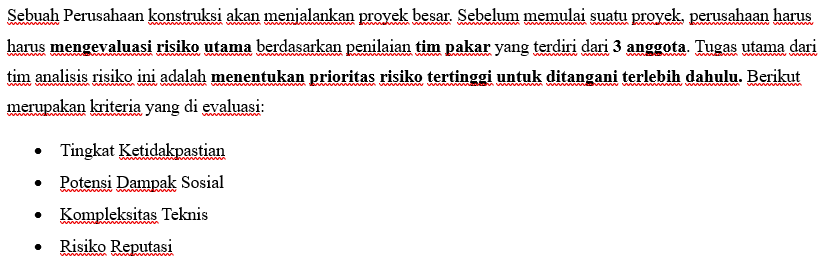 Sebuah Perusahaan konstruksi akan menjalankan proyek besar. Sebelum memulai suatu proyek, perusahaan harus
harus mengevaluasi risiko utama berdasarkan penilaian tim pakar yang terdiri dari 3 anggota. Tugas utama dari
tim analisis risiko ini adalah menentukan prioritas risiko tertinggi untuk ditangani terlebih dahulu. Berikut
merupakan kriteria yang di evaluasi:
• Tingkat Ketidakpastian
• Potensi Dampak Sosial
• Kompleksitas Teknis
• Risiko Reputasi